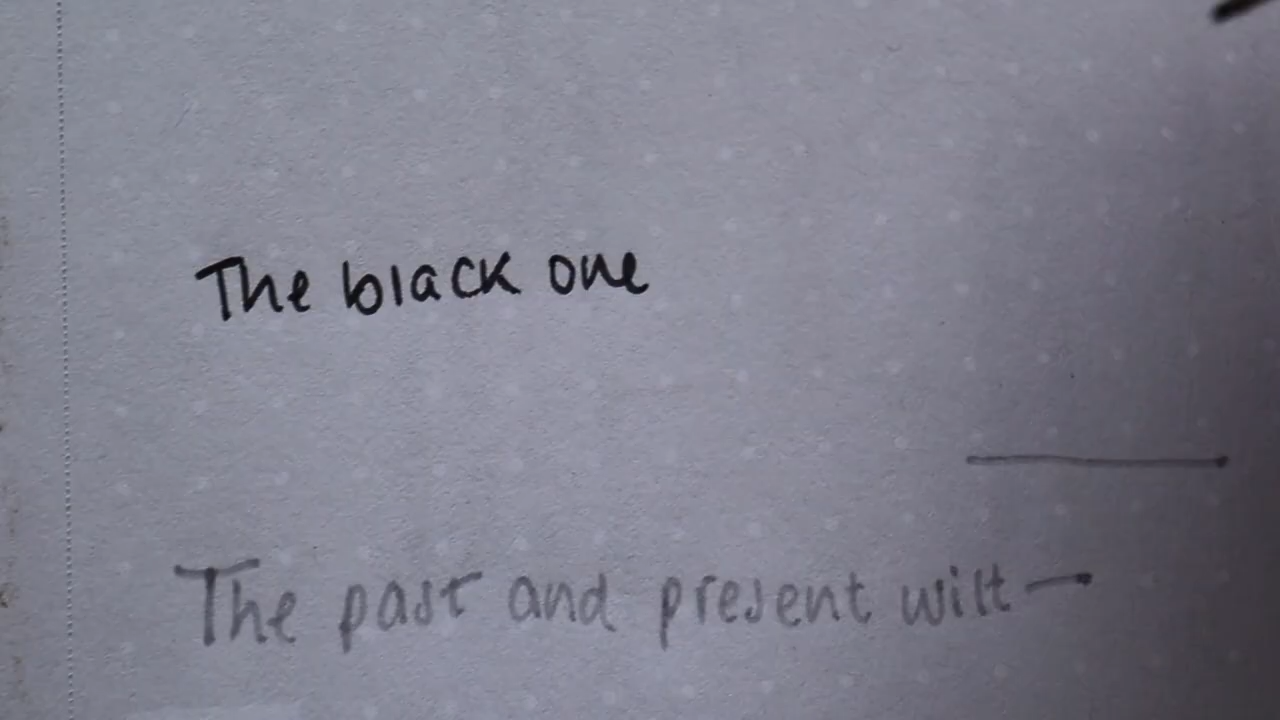 The black one
The past and present wilt—